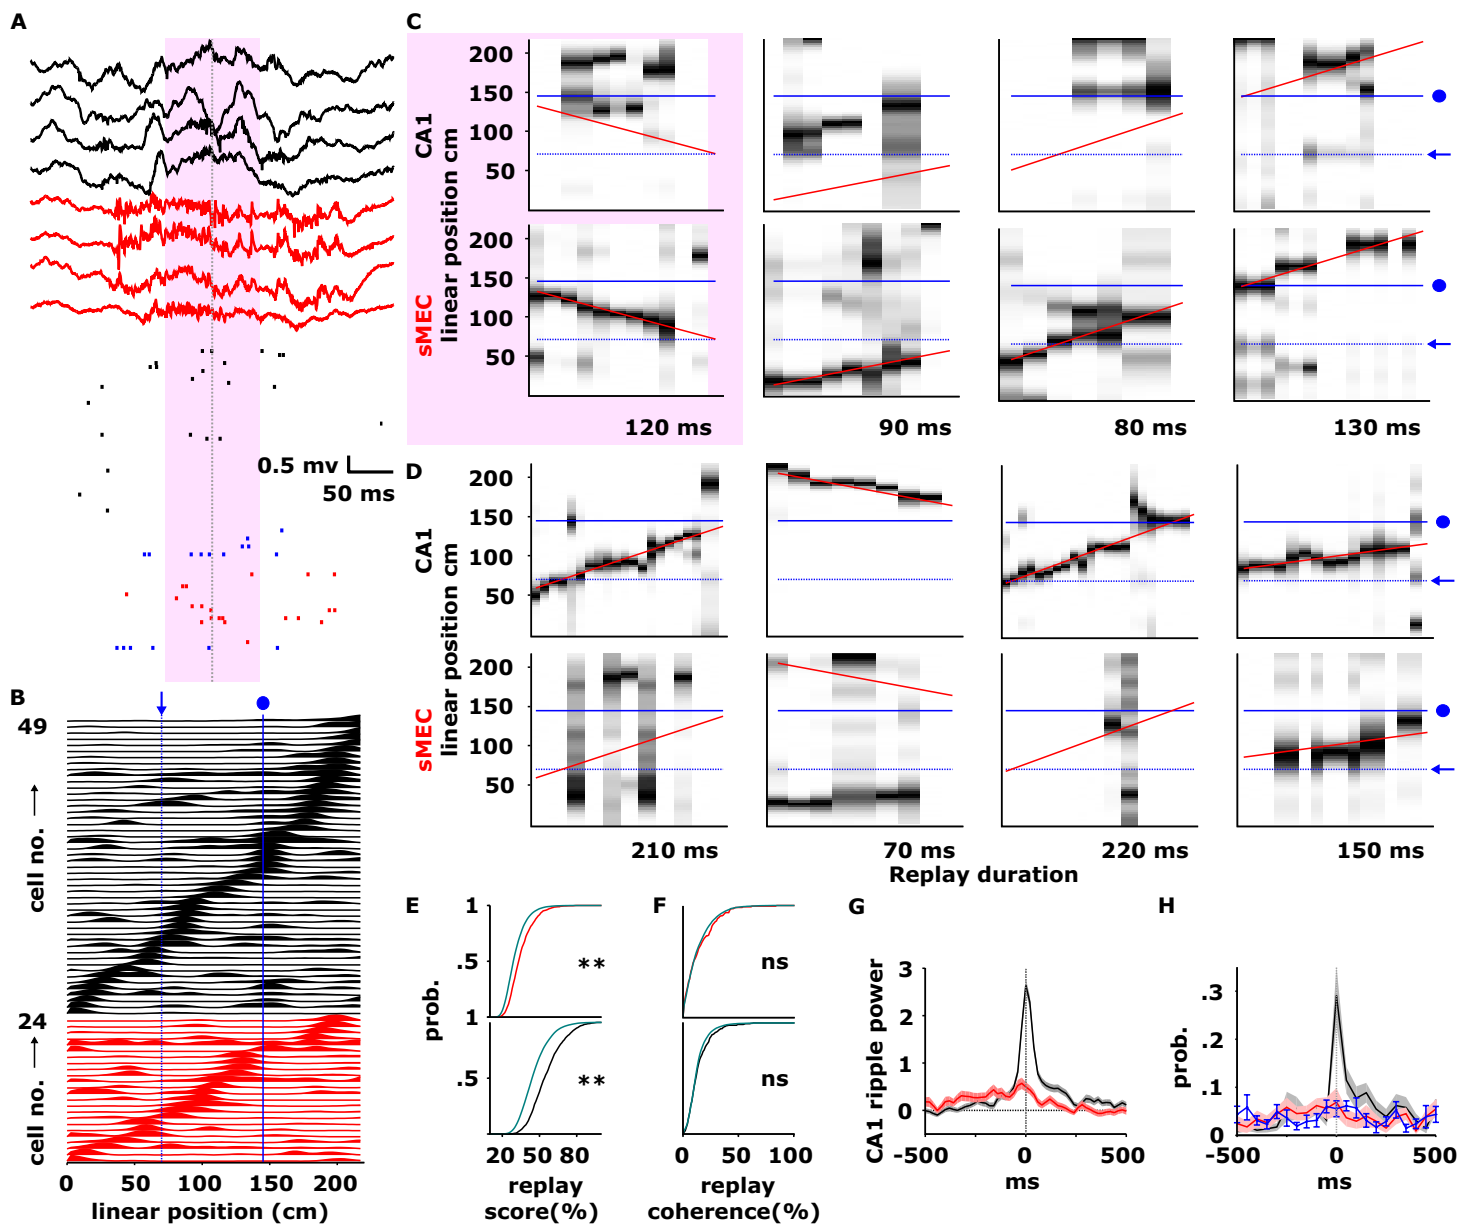 A
0.5 mv
50 ms
B
49
cell no.
24
cell no.
0 50 100 150 200
linear position (cm)
C
CA1
sMEC
linear position cm
200
150
100
50
200
150
100
50
120 ms
90 ms
80 ms
130 ms
D
CA1
sMEC
linear position cm
200
150
100
50
200
150
100
50
210 ms
70 ms
220 ms
150 ms
Replay duration
E
prob.
1
.5
**
1
.5
**
20 50 80
replay
score(%)
F
ns
ns
0 50 100
replay
coherence(%)
G
CA1 ripple power
3
2
1
0
-500 0 500
ms
H
prob.
.3
.2
.1
0
-500 0 500
ms